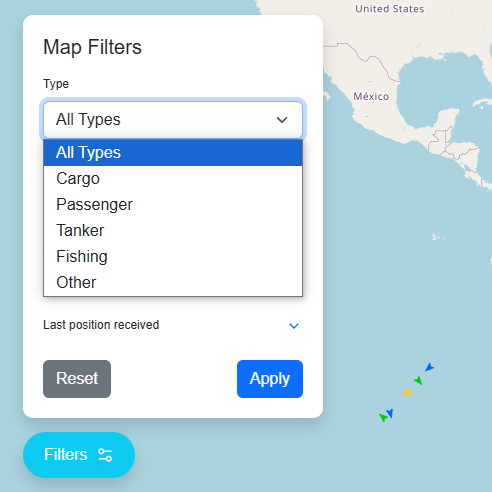 United States
Map Filters
Type
All Types
México
All Types
Cargo
Passenger
Tanker
Fishing
Other
Last position received
Reset
Apply
Filters